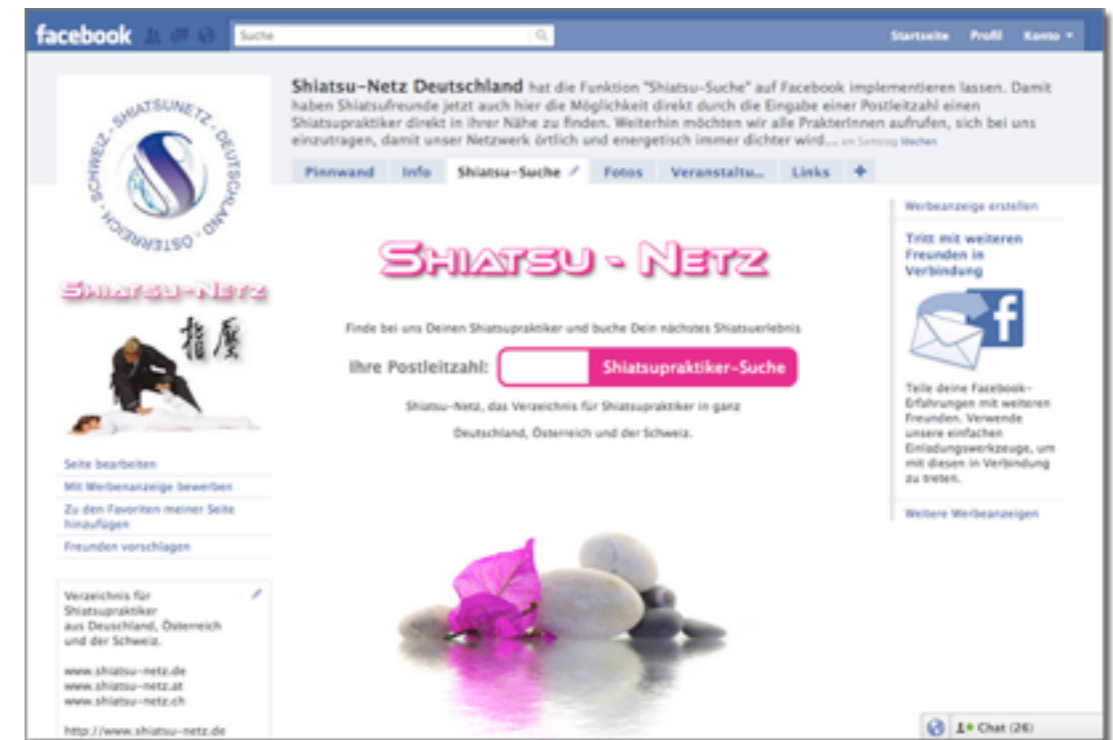 facebook
Suche
Startseite Profil Konto
Shiatsu-Netz Deutschland hat die Funktion "Shiatsu-Suche" auf Facebook implementieren lassen. Damit
haben Shiatsufreunde jetzt auch hier die Möglichkeit direkt durch die Eingabe einer Postleitzahl einen
Shiatsupraktiker direkt in ihrer Nähe zu finden. Weiterhin möchten wir alle PrakterInnen aufrufen, sich bei uns
einzutragen, damit unser Netzwerk örtlich und energetisch immer dichter wird... am Samstag löschen
Pinnwand Info Shiatsu-Suche Fotos Veranstaltu... Links +
SHIATSUNETZ - DEUTSCHLAND - ÖSTERREICH - SCHWEIZ -
SHIATSU-NETZ
指壓
Seite bearbeiten
Mit Werbenanzeige bewerben
Zu den Favoriten meiner Seite
hinzufügen
Freunden vorschlagen
Verzeichnis für
Shiatsupraktiker
aus Deuschland, Österreich
und der Schweiz.
www.shiatsu-netz.de
www.shiatsu-netz.at
www.shiatsu-netz.ch
http://www.shiatsu-netz.de
SHIATSU - NETZ
Finde bei uns Deinen Shiatsupraktiker und buche Dein nächstes Shiatsuerlebnis
Ihre Postleitzahl: Shiatsupraktiker-Suche
Shiatsu-Netz, das Verzeichnis für Shiatsupraktiker in ganz
Deutschland, Österreich und der Schweiz.
Werbeanzeige erstellen
Tritt mit weiteren
Freunden in
Verbindung
f
Teile deine Facebook-
Erfahrungen mit weiteren
Freunden. Verwende
unsere einfachen
Einladungswerkzeuge, um
mit diesen in Verbindung
zu treten.
Weitere Werbeanzeigen
Chat (26)